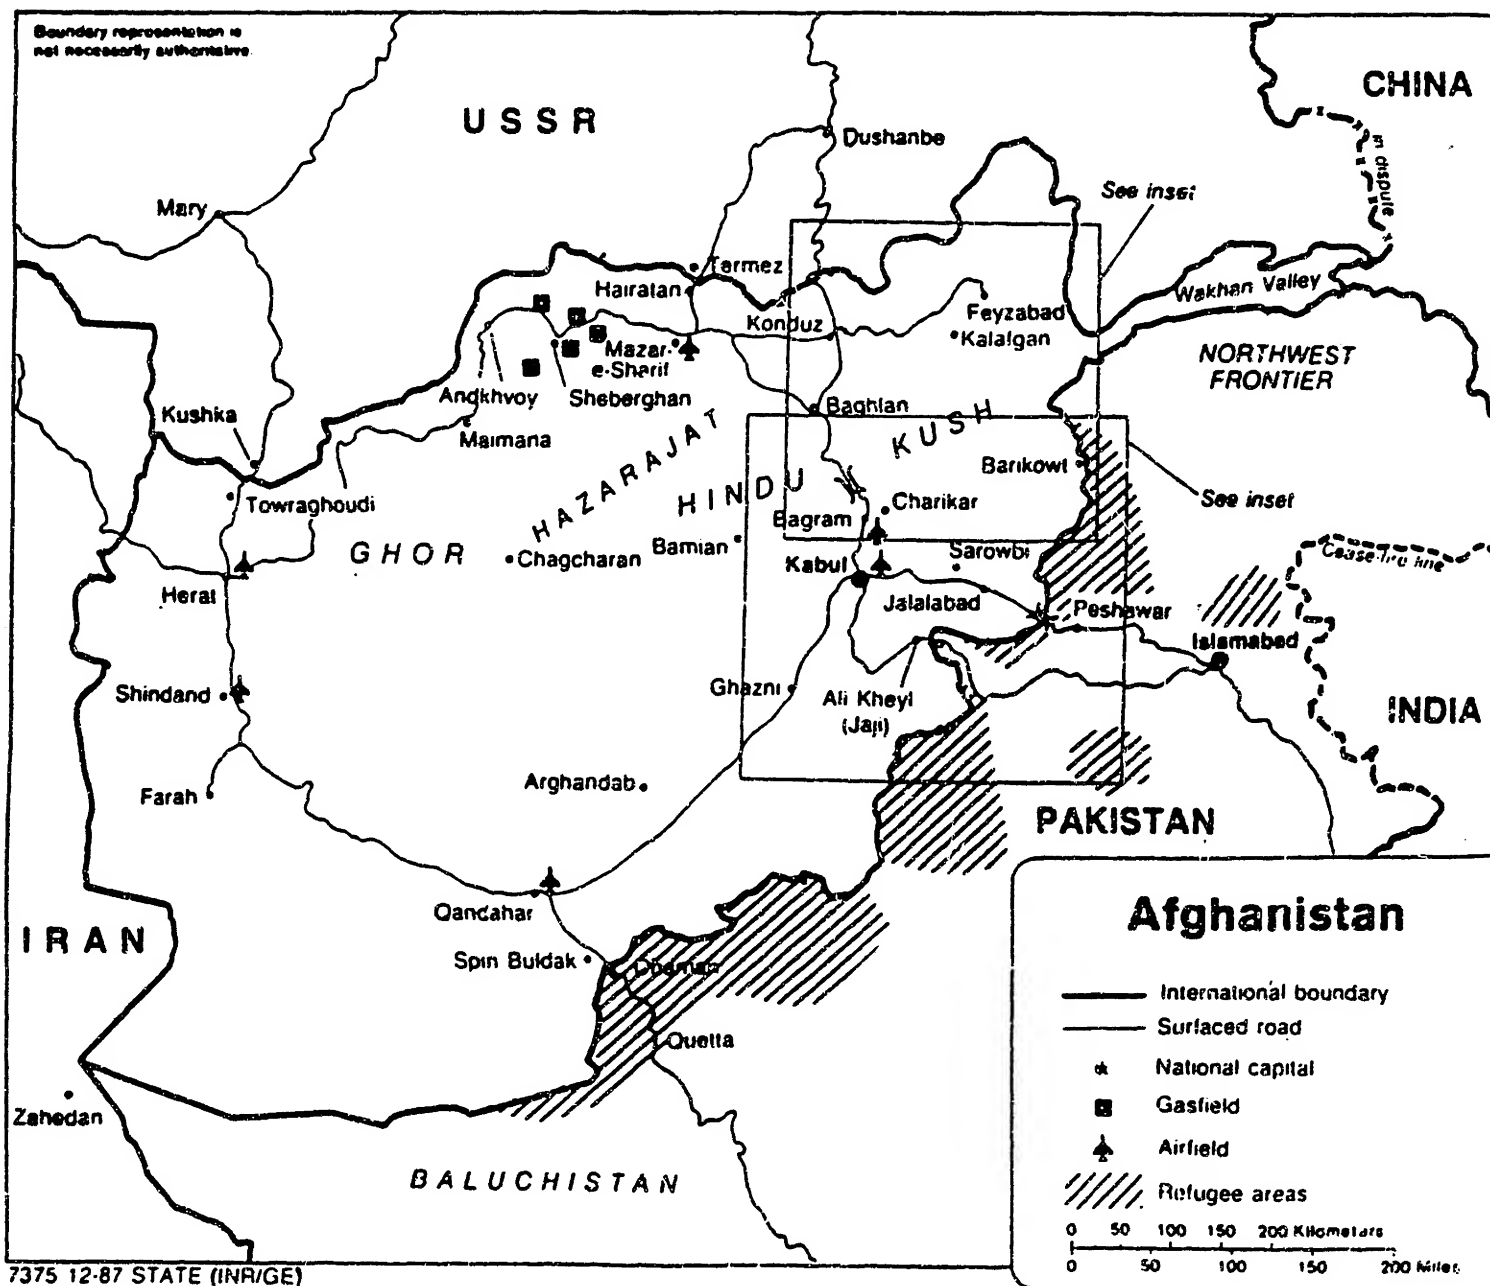 Boundary representation is
not necessarily authoritative.
USSR
CHINA
in dispute
Dushanbe
See inset
Mary
Termez
Hairatan
Wakhan Valley
Feyzabad
Konduz
Kalafgan
Mazar-
e-Sharif
NORTHWEST
FRONTIER
Andkhvoy
Sheberghan
Baghlan
Kushka
Maimana
KUSH
HAZARAJAT
HINDU
Barikowt
Towraghoudi
See inset
Charikar
Bagram
GHOR
Chagcharan
Bamian
Sarowbi
Cease-fire line
Kabul
Herat
Jalalabad
Peshawar
Islamabad
Shindand
Ghazni
Ali Kheyl
(Jaji)
INDIA
Farah
Arghandab
PAKISTAN
Qandahar
IRAN
Spin Buldak
Chaman
Quetta
Zahedan
BALUCHISTAN
Afghanistan
International boundary
Surfaced road
National capital
Gasfield
Airfield
Refugee areas
0 50 100 150 200 Kilometers
0 50 100 150 200 Miles
7375 12-87 STATE (INR/GE)